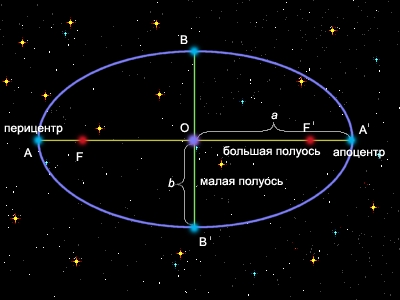 B
a
перицентр
O
F'
A'
A
F
большая полуось
апоцентр
b
малая полуось
B'